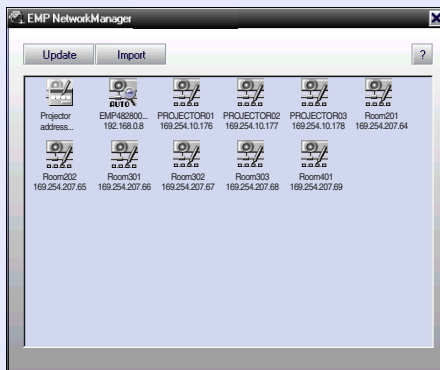 EMP NetworkManager
Update Import ?
AUTO
Projector EMP482800... PROJECTOR01 PROJECTOR02 PROJECTOR03 Room201
address... 192.168.0.8 169.254.10.176 169.254.10.177 169.254.10.178 169.254.207.64
Room202 Room301 Room302 Room303 Room401
169.254.207.65 169.254.207.66 169.254.207.67 169.254.207.68 169.254.207.69